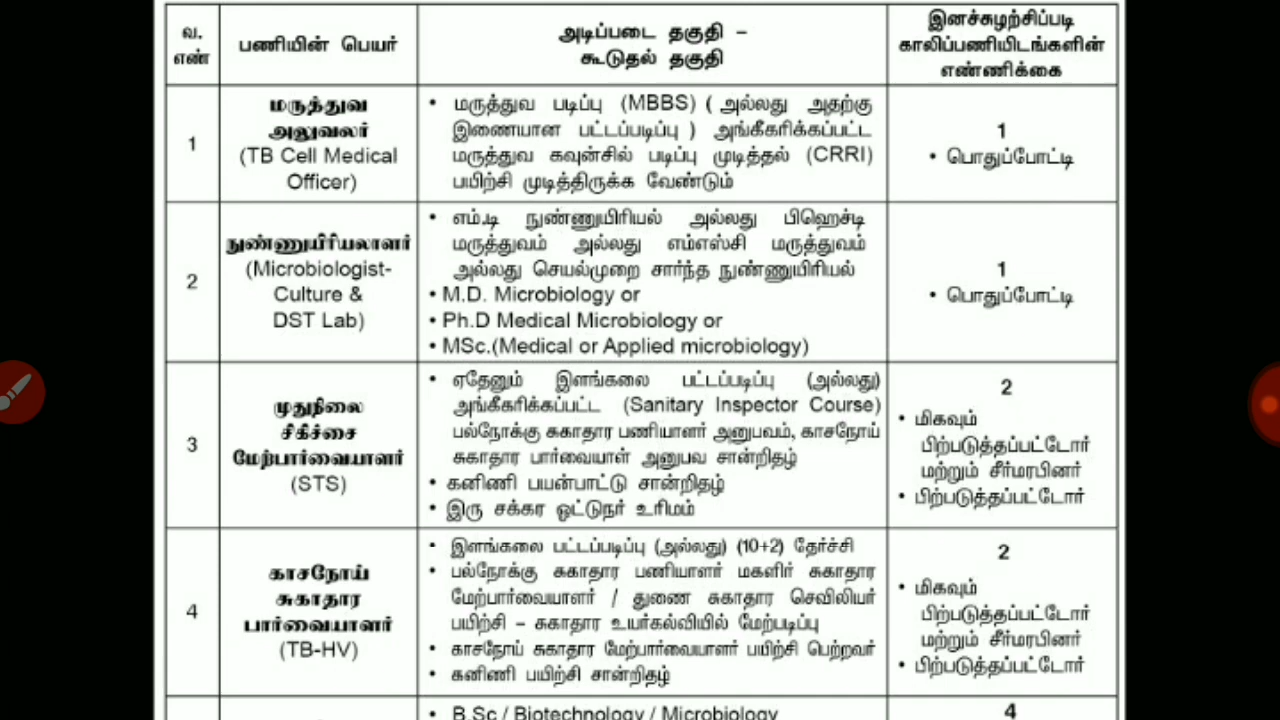 வ. எண்
பணியின் பெயர்
அடிப்படை தகுதி –
கூடுதல் தகுதி
இனச்சுழற்சிப்படி
காலிப்பணியிடங்களின்
எண்ணிக்கை
1
மருத்துவ
அலுவலர்
(TB Cell Medical
Officer)
• மருத்துவ படிப்பு (MBBS) ( அல்லது அதற்கு
இணையான பட்டப்படிப்பு ) அங்கீகரிக்கப்பட்ட
மருத்துவ கவுன்சில் படிப்பு முடித்தல் (CRRI)
பயிற்சி முடித்திருக்க வேண்டும்
1
• பொதுப்போட்டி
2
நுண்ணுயிரியலாளர்
(Microbiologist-
Culture &
DST Lab)
• எம்.டி நுண்ணுயிரியல் அல்லது பிஹெச்டி
மருத்துவம் அல்லது எம்எஸ்சி மருத்துவம்
அல்லது செயல்முறை சார்ந்த நுண்ணுயிரியல்
• M.D. Microbiology or
• Ph.D Medical Microbiology or
• MSc.(Medical or Applied microbiology)
1
• பொதுப்போட்டி
3
முதுநிலை
சிகிச்சை
மேற்பார்வையாளர்
(STS)
• ஏதேனும் இளங்கலை பட்டப்படிப்பு (அல்லது)
அங்கீகரிக்கப்பட்ட (Sanitary Inspector Course)
பல்நோக்கு சுகாதார பணியாளர் அனுபவம், காசநோய்
சுகாதார பார்வையாள் அனுபவ சான்றிதழ்
• கனிணி பயன்பாட்டு சான்றிதழ்
• இரு சக்கர ஒட்டுநர் உரிமம்
2
• மிகவும்
பிற்படுத்தப்பட்டோர்
மற்றும் சீர்மரபினர்
• பிற்படுத்தப்பட்டோர்
4
காசநோய்
சுகாதார
பார்வையாளர்
(TB-HV)
• இளங்கலை பட்டப்படிப்பு (அல்லது) (10+2) தேர்ச்சி
• பல்நோக்கு சுகாதார பணியாளர் மகளிர் சுகாதார
மேற்பார்வையாளர் / துணை சுகாதார செவிலியர்
பயிற்சி – சுகாதார உயர்கல்வியில் மேற்படிப்பு
• காசநோய் சுகாதார மேற்பார்வையாளர் பயிற்சி பெற்றவர்
• கனிணி பயிற்சி சான்றிதழ்
2
• மிகவும்
பிற்படுத்தப்பட்டோர்
மற்றும் சீர்மரபினர்
• பிற்படுத்தப்பட்டோர்
• B.Sc / Biotechnology / Microbiology
4